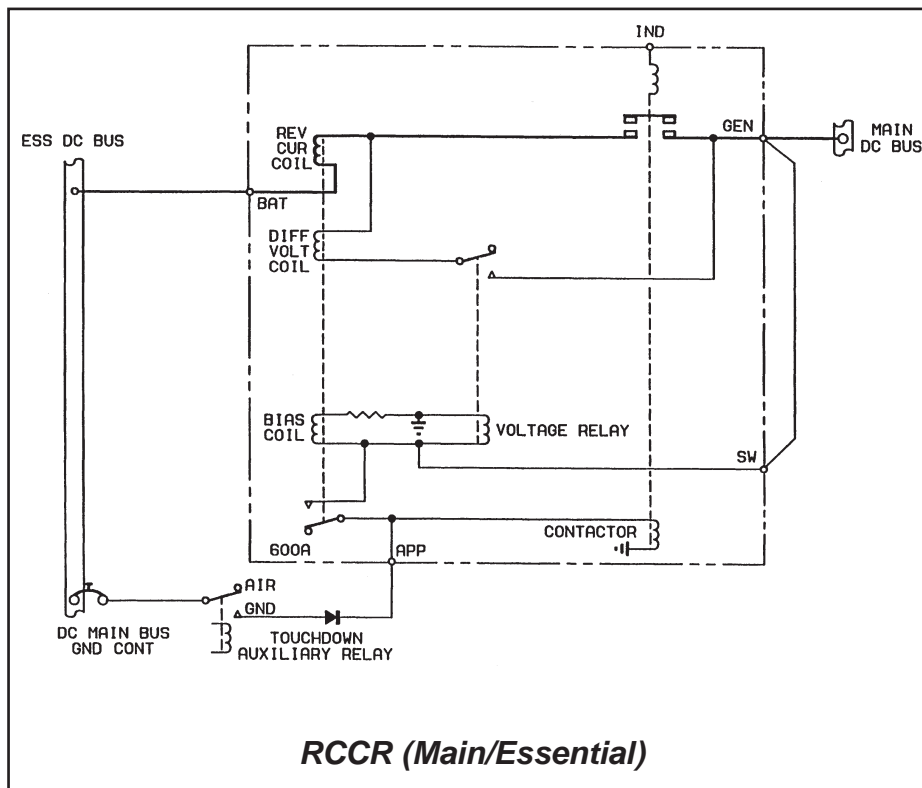 IND
ESS DC BUS
REV
CUR
COIL
GEN
MAIN
DC BUS
BAT
DIFF
VOLT
COIL
BIAS
COIL
VOLTAGE RELAY
SW
600A
APP
CONTACTOR
AIR
GND
DC MAIN BUS
GND CONT
TOUCHDOWN
AUXILIARY RELAY
RCCR (Main/Essential)